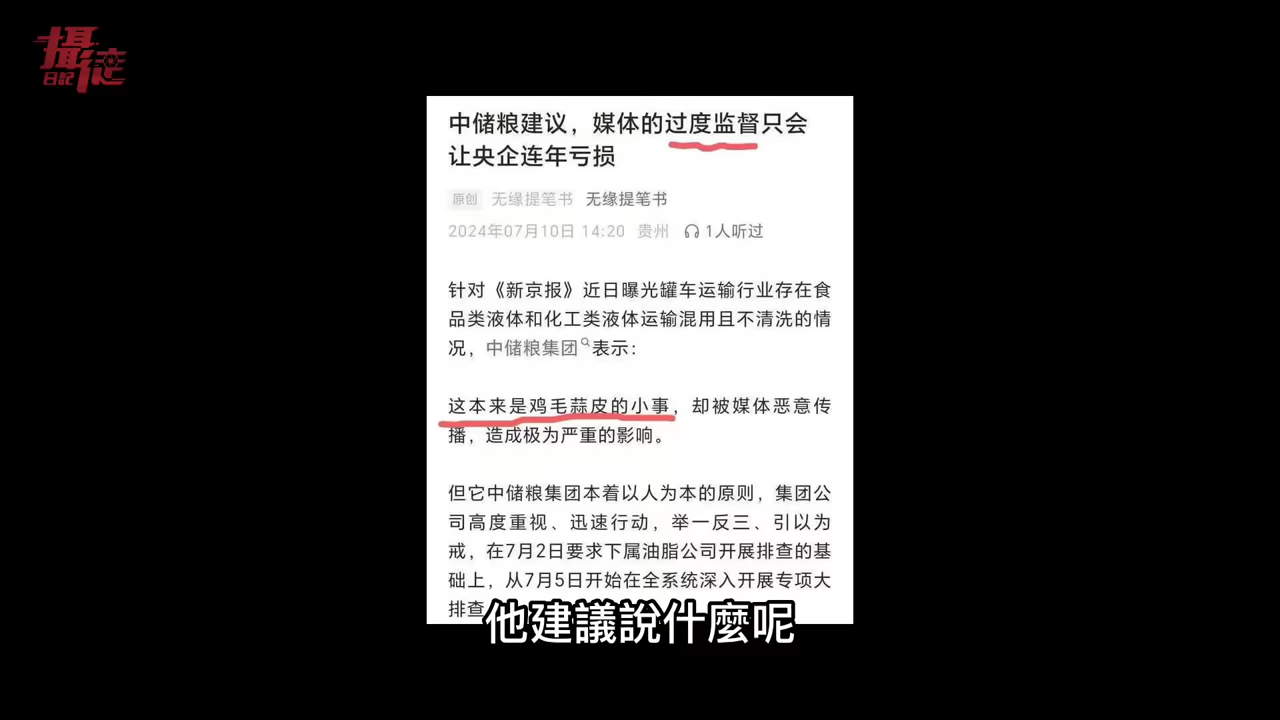 攝徒
日記
中储粮建议，媒体的过度监督只会
让央企连年亏损
原创 无缘提笔书 无缘提笔书
2024年07月10日 14:20 贵州 1人听过
针对《新京报》近日曝光罐车运输行业存在食
品类液体和化工类液体运输混用且不清洗的情
况，中储粮集团表示：
这本来是鸡毛蒜皮的小事，却被媒体恶意传
播，造成极为严重的影响。
但它中储粮集团本着以人为本的原则，集团公
司高度重视、迅速行动，举一反三、引以为
戒，在7月2日要求下属油脂公司开展排查的基
础上，从7月5日开始在全系统深入开展专项大
排查
他建議說什麼呢